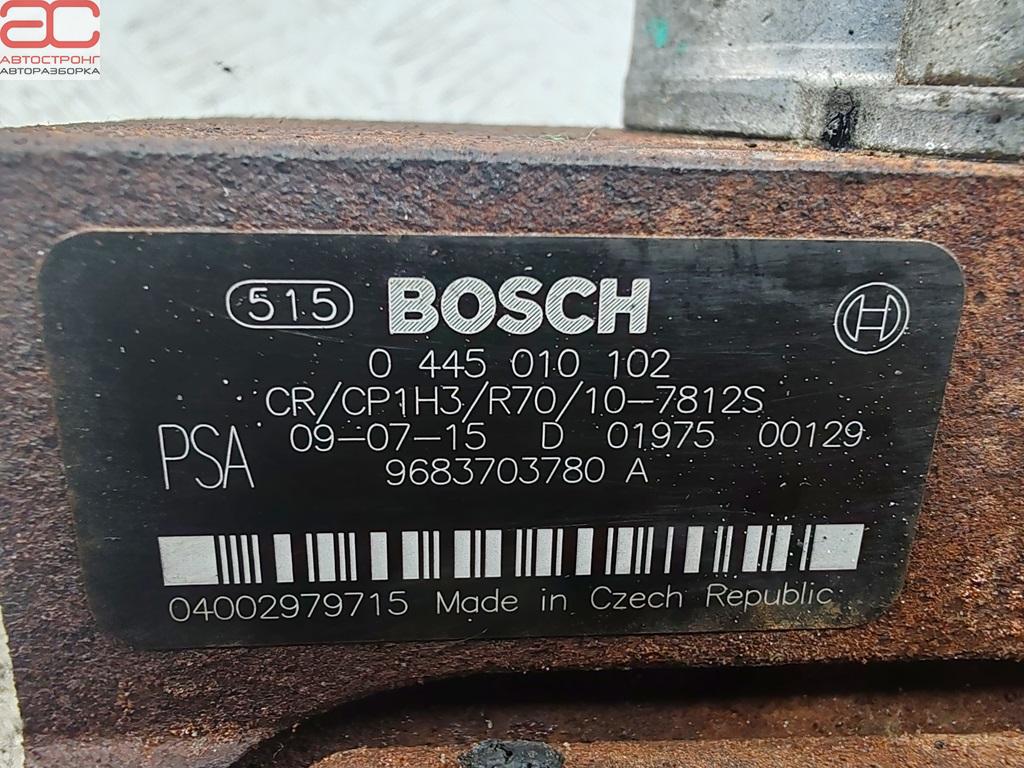 АС
АВТОСТРОНГ
АВТОРАЗБОРКА
515 BOSCH H
0 445 010 102
CR/CP1H3/R70/10-7812S
PSA 09-07-15 D 01975 00129
9683703780 A
04002979715 Made in Czech Republic